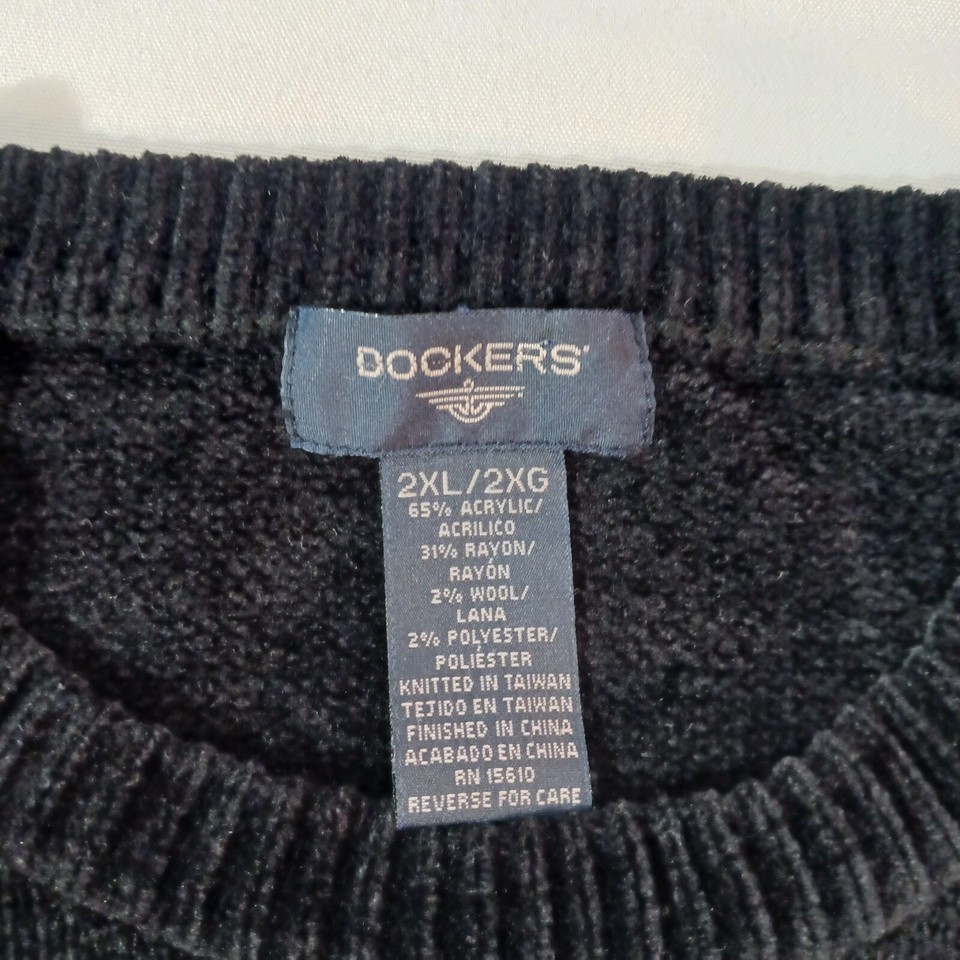 DOCKERS
2XL/2XG
65% ACRYLIC/
ACRILICO
31% RAYON/
RAYÓN
2% WOOL/
LANA
2% POLYESTER/
POLIÉSTER
KNITTED IN TAIWAN
TEJIDO EN TAIWAN
FINISHED IN CHINA
ACABADO EN CHINA
RN 15610
REVERSE FOR CARE